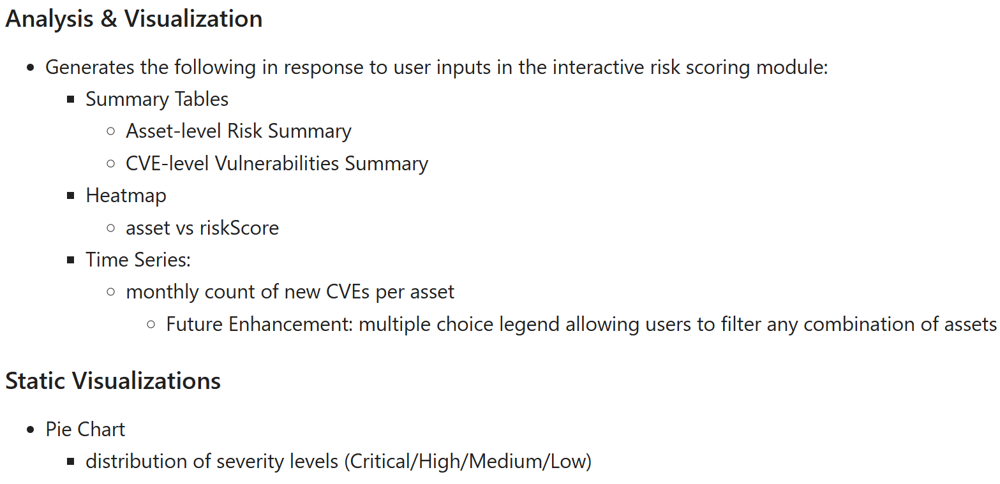 Analysis & Visualization
Generates the following in response to user inputs in the interactive risk scoring module:
Summary Tables
Asset-level Risk Summary
CVE-level Vulnerabilities Summary
Heatmap
asset vs riskScore
Time Series:
monthly count of new CVEs per asset
Future Enhancement: multiple choice legend allowing users to filter any combination of assets
Static Visualizations
Pie Chart
distribution of severity levels (Critical/High/Medium/Low)